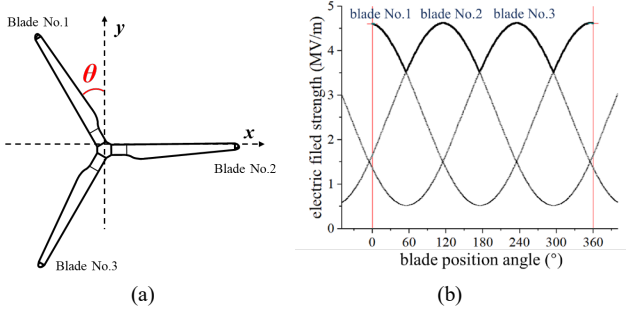 Blade No.1
y
θ
x
Blade No.2
Blade No.3
(a)
electric filed strength (MV/m)
5
4
3
2
1
0
blade No.1 blade No.2 blade No.3
0 60 120 180 240 300 360
blade position angle (°)
(b)